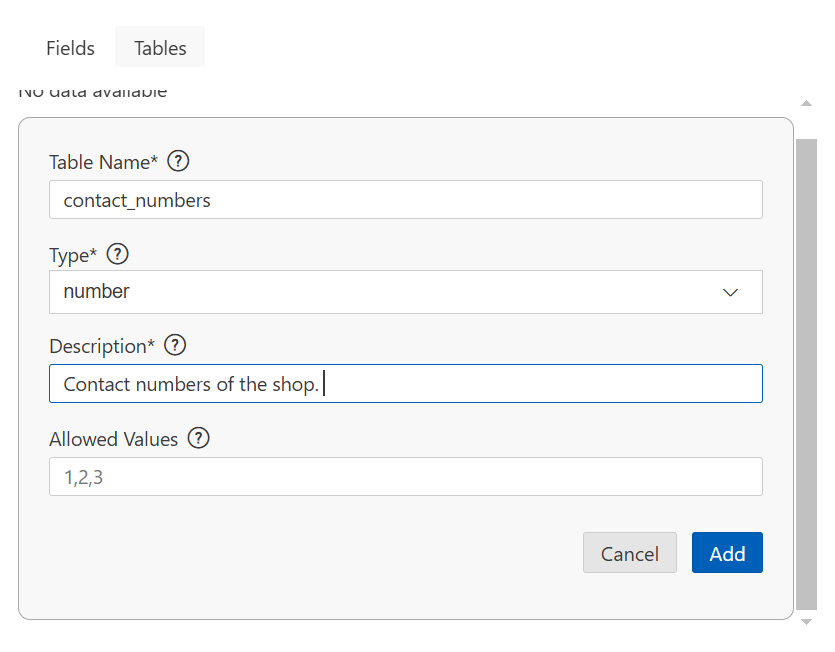 Fields Tables
No data available
Table Name* ?
contact_numbers
Type* ?
number
Description* ?
Contact numbers of the shop.
Allowed Values ?
1,2,3
Cancel Add